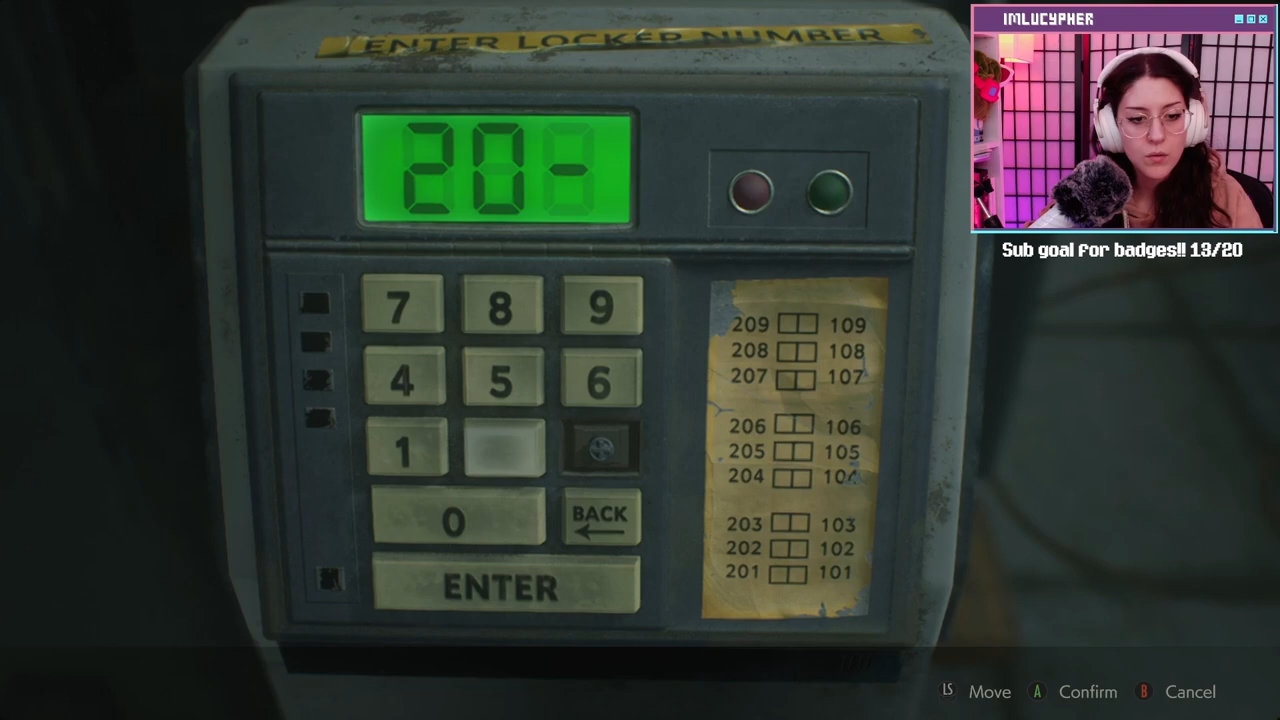 IMLUCYPHER
ENTER LOCKER NUMBER
20-
Sub goal for badges!! 13/20
7 8 9
4 5 6
1
0 BACK
ENTER
209 109
208 108
207 107
206 106
205 105
204 104
203 103
202 102
201 101
LS Move A Confirm B Cancel